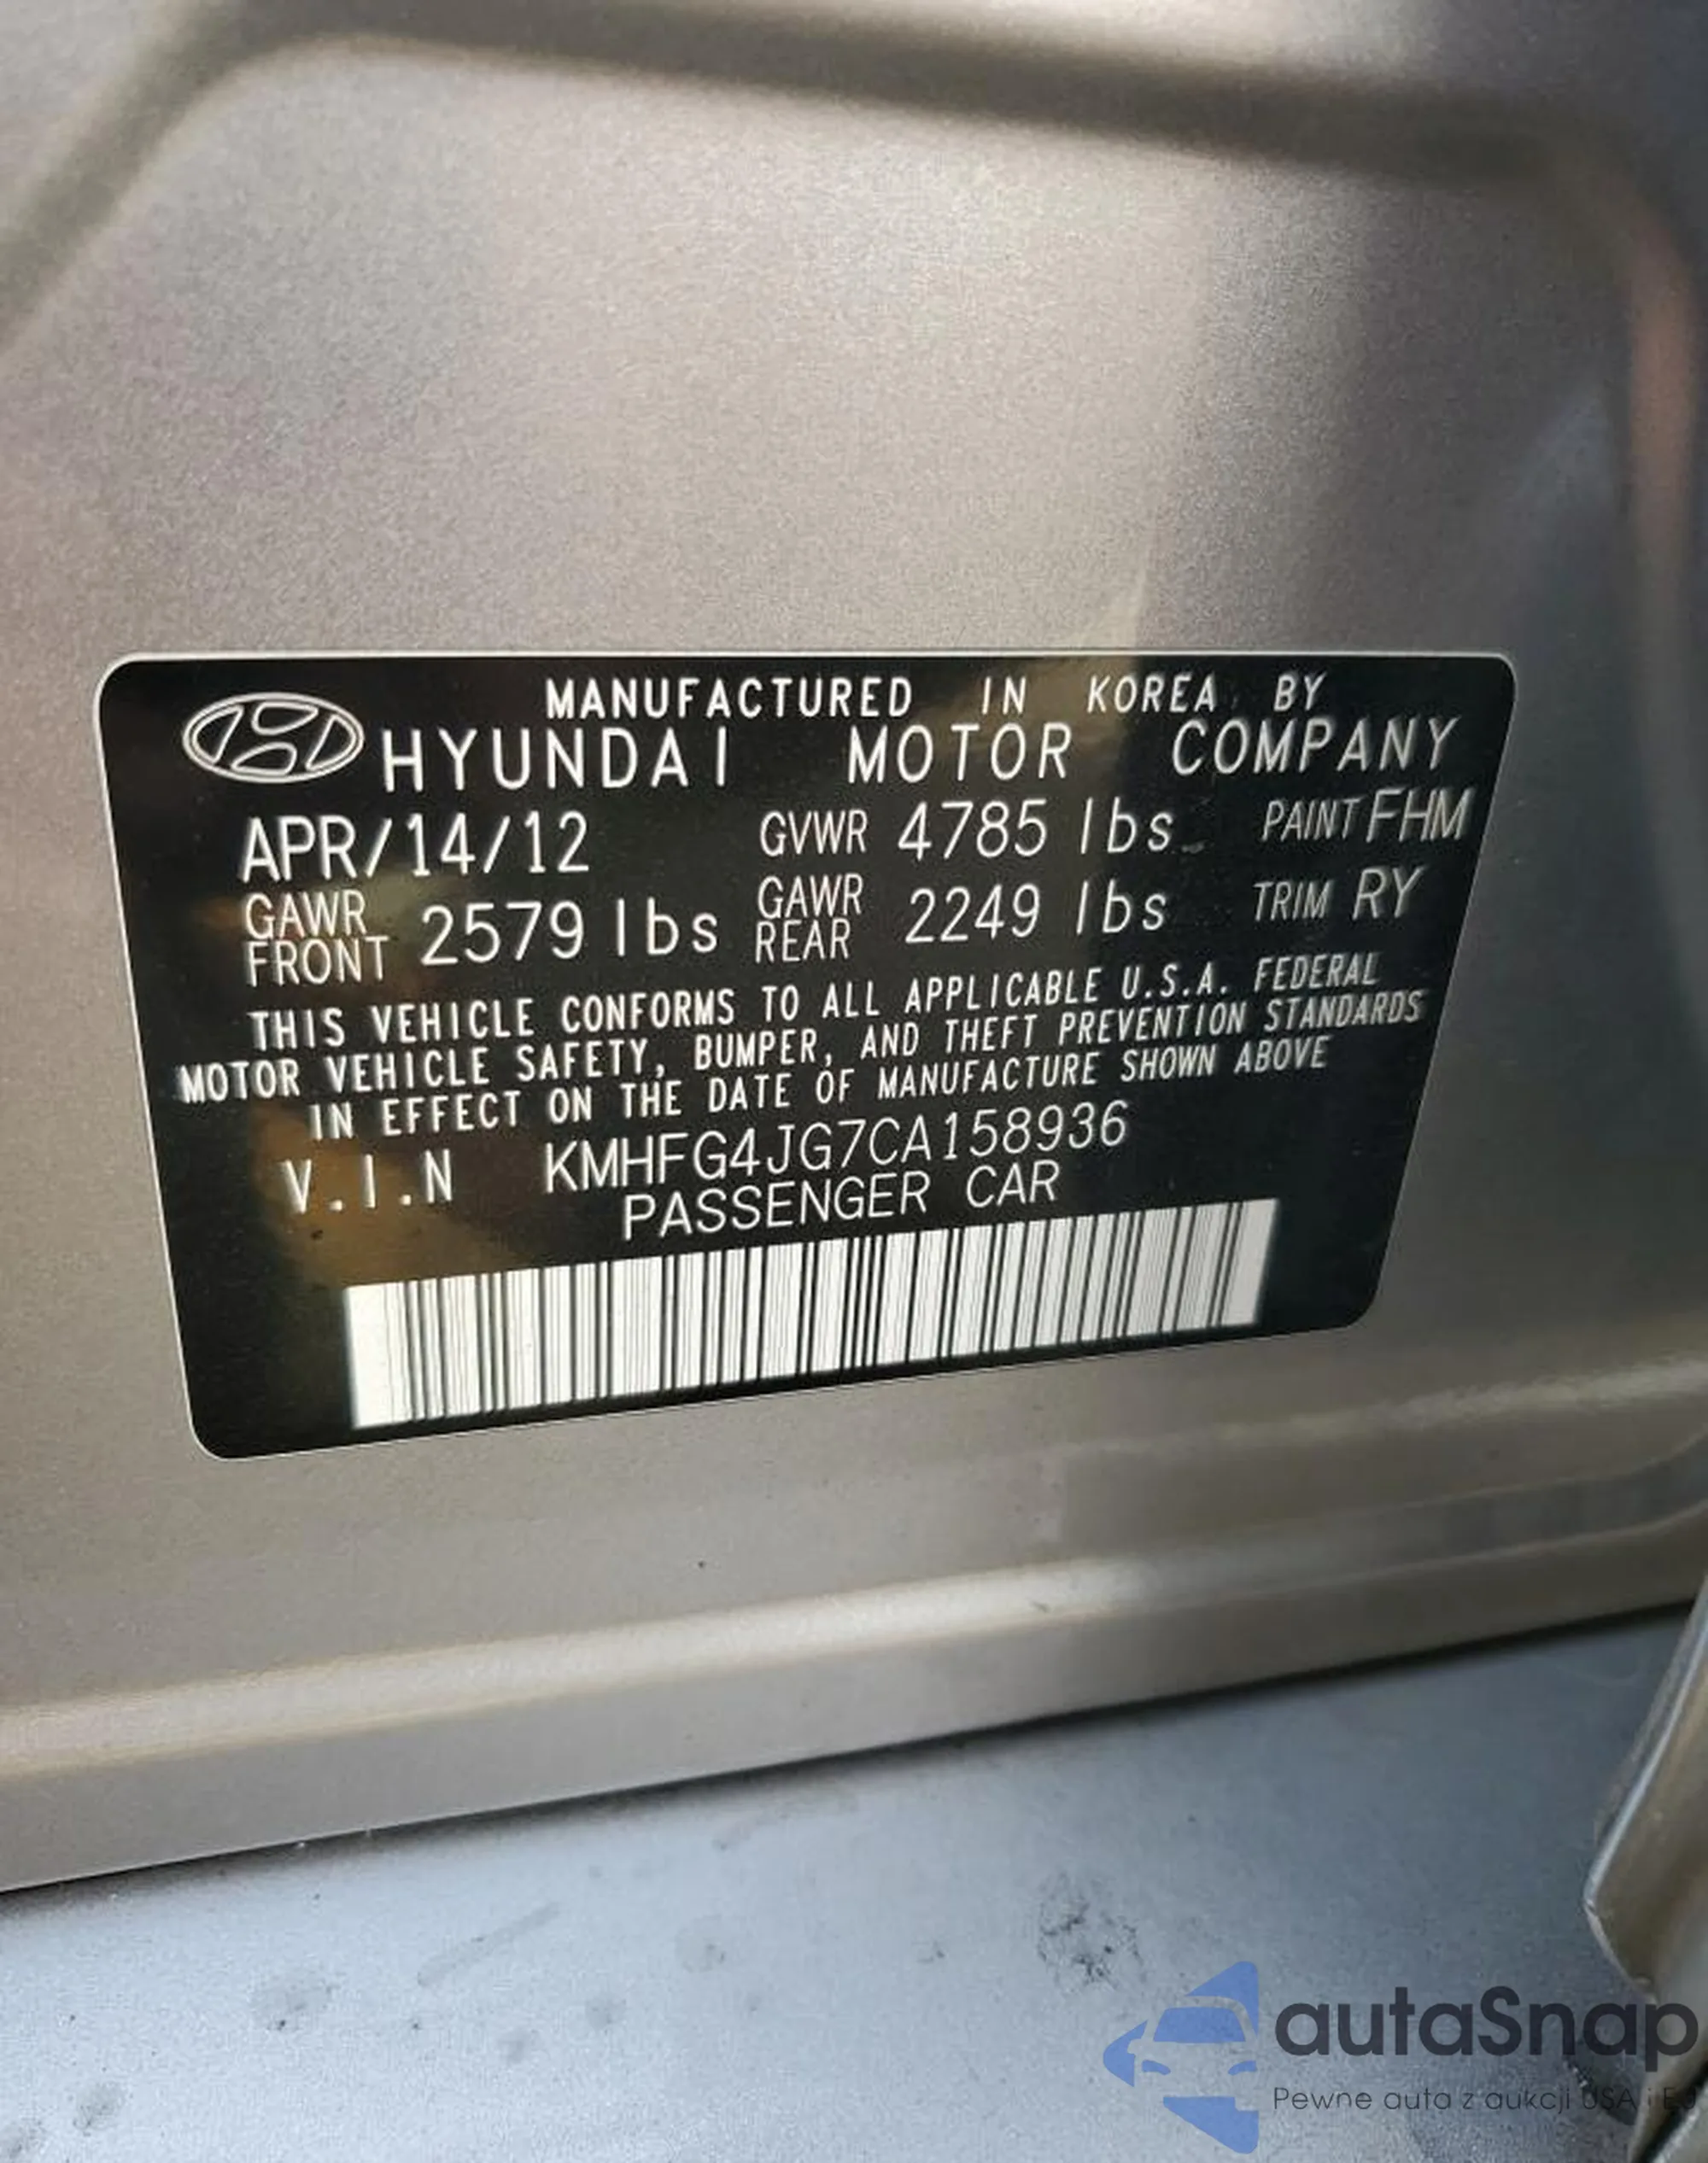 MANUFACTURED IN KOREA BY
HYUNDAI MOTOR COMPANY
APR/14/12 GVWR 4785 lbs PAINT FHM
GAWR FRONT 2579 lbs GAWR REAR 2249 lbs TRIM RY
THIS VEHICLE CONFORMS TO ALL APPLICABLE U.S.A. FEDERAL
MOTOR VEHICLE SAFETY, BUMPER, AND THEFT PREVENTION STANDARDS
IN EFFECT ON THE DATE OF MANUFACTURE SHOWN ABOVE
V.I.N KMHFG4JG7CA158936
PASSENGER CAR
autaSnap
Pewne auta z aukcji USA i